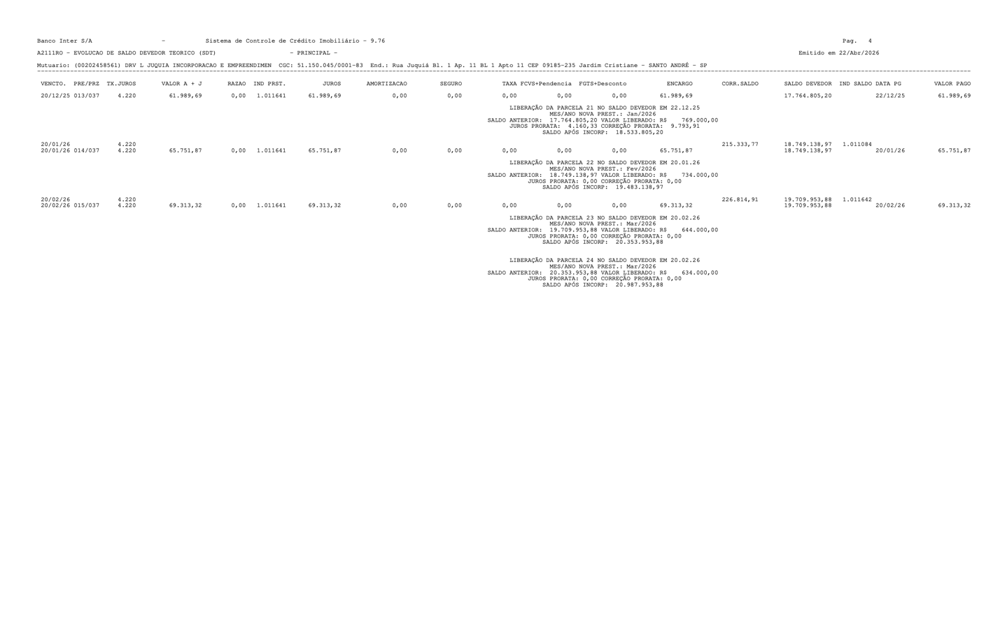 Banco Inter S/A - Sistema de Controle de Crédito Imobiliário - 9.76 Pag. 4
A2111RO - EVOLUCAO DE SALDO DEVEDOR TEORICO (SDT) - PRINCIPAL - Emitido em 22/Abr/2026
Mutuario: (00202458561) DRV L JUQUIA INCORPORACAO E EMPREENDIMEN CGC: 51.150.045/0001-83 End.: Rua Juquiá Bl. 1 Ap. 11 BL 1 Apto 11 CEP 09185-235 Jardim Cristiane - SANTO ANDRÉ - SP
VENCTO. PRE/PRZ TX.JUROS VALOR A + J RAZAO IND PRST. JUROS AMORTIZACAO SEGURO TAXA FCVS+Pendencia FGTS+Desconto ENCARGO CORR.SALDO SALDO DEVEDOR IND SALDO DATA PG VALOR PAGO
20/12/25 013/037 4.220 61.989,69 0,00 1.011641 61.989,69 0,00 0,00 0,00 0,00 0,00 61.989,69 17.764.805,20 22/12/25 61.989,69
LIBERAÇÃO DA PARCELA 21 NO SALDO DEVEDOR EM 22.12.25
MES/ANO NOVA PREST.: Jan/2026
SALDO ANTERIOR: 17.764.805,20 VALOR LIBERADO: R$ 769.000,00
JUROS PRORATA: 4.160,33 CORREÇÃO PRORATA: 9.793,91
SALDO APÓS INCORP: 18.533.805,20
20/01/26 4.220 215.333,77 18.749.138,97 1.011084
20/01/26 014/037 4.220 65.751,87 0,00 1.011641 65.751,87 0,00 0,00 0,00 0,00 0,00 65.751,87 18.749.138,97 20/01/26 65.751,87
LIBERAÇÃO DA PARCELA 22 NO SALDO DEVEDOR EM 20.01.26
MES/ANO NOVA PREST.: Fev/2026
SALDO ANTERIOR: 18.749.138,97 VALOR LIBERADO: R$ 734.000,00
JUROS PRORATA: 0,00 CORREÇÃO PRORATA: 0,00
SALDO APÓS INCORP: 19.483.138,97
20/02/26 4.220 226.814,91 19.709.953,88 1.011642
20/02/26 015/037 4.220 69.313,32 0,00 1.011641 69.313,32 0,00 0,00 0,00 0,00 0,00 69.313,32 19.709.953,88 20/02/26 69.313,32
LIBERAÇÃO DA PARCELA 23 NO SALDO DEVEDOR EM 20.02.26
MES/ANO NOVA PREST.: Mar/2026
SALDO ANTERIOR: 19.709.953,88 VALOR LIBERADO: R$ 644.000,00
JUROS PRORATA: 0,00 CORREÇÃO PRORATA: 0,00
SALDO APÓS INCORP: 20.353.953,88
LIBERAÇÃO DA PARCELA 24 NO SALDO DEVEDOR EM 20.02.26
MES/ANO NOVA PREST.: Mar/2026
SALDO ANTERIOR: 20.353.953,88 VALOR LIBERADO: R$ 634.000,00
JUROS PRORATA: 0,00 CORREÇÃO PRORATA: 0,00
SALDO APÓS INCORP: 20.987.953,88